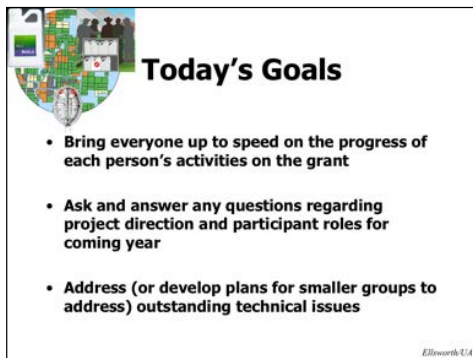 Today's Goals
• Bring everyone up to speed on the progress of
each person's activities on the grant
• Ask and answer any questions regarding
project direction and participant roles for
coming year
• Address (or develop plans for smaller groups to
address) outstanding technical issues
Ellsworth/UA